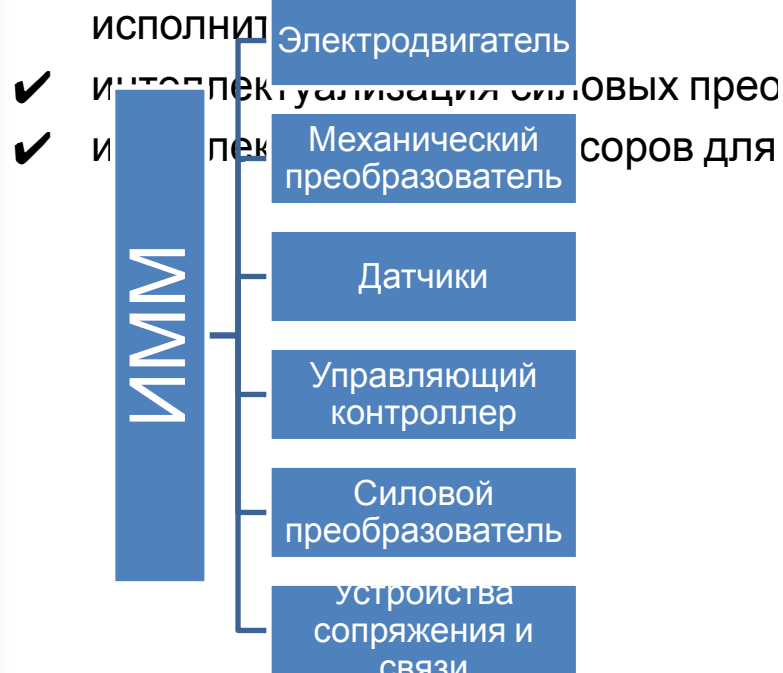 исполнит
интеллектуализация силовых прео
соров для
ИММ
Электродвигатель
Механический
преобразователь
Датчики
Управляющий
контроллер
Силовой
преобразователь
Устройства
сопряжения и
связи